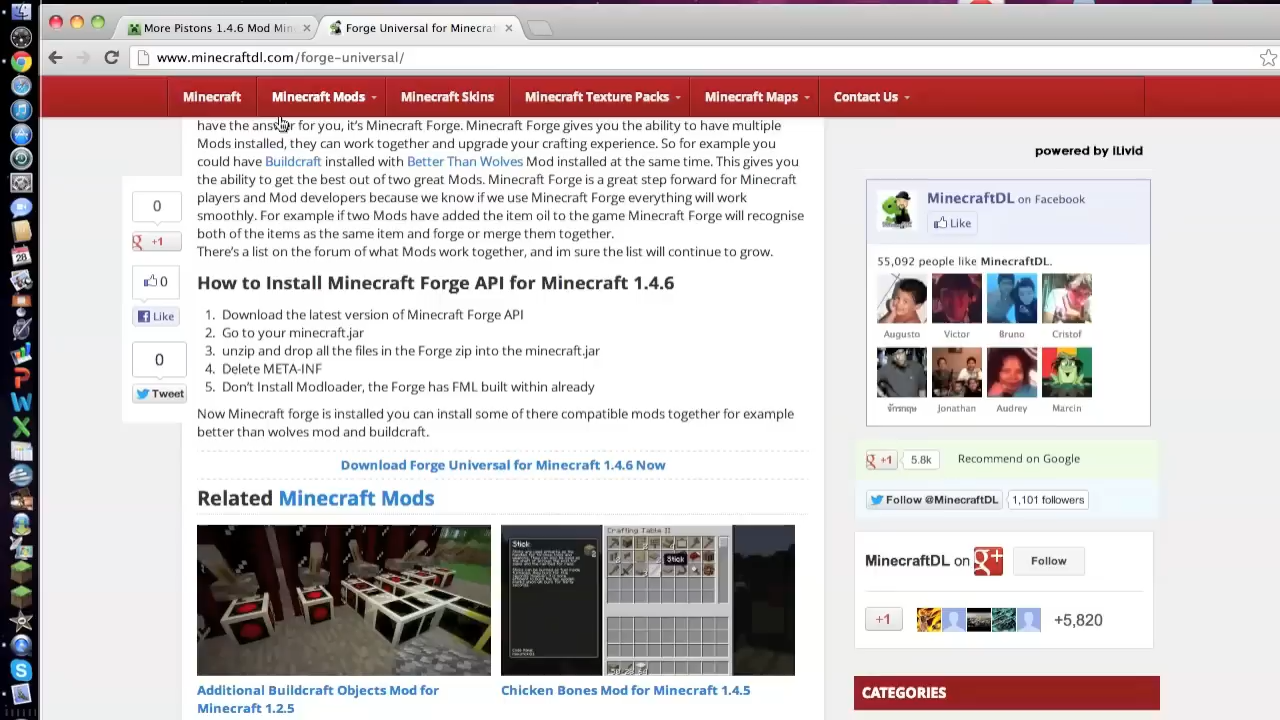 More Pistons 1.4.6 Mod Min
Forge Universal for Minecra
www.minecraftdl.com/forge-universal/
Minecraft
Minecraft Mods
Minecraft Skins
Minecraft Texture Packs
Minecraft Maps
Contact Us
have the answer for you, it's Minecraft Forge. Minecraft Forge gives you the ability to have multiple
Mods installed, they can work together and upgrade your crafting experience. So for example you
could have Buildcraft installed with Better Than Wolves Mod installed at the same time. This gives you
the ability to get the best out of two great Mods. Minecraft Forge is a great step forward for Minecraft
players and Mod developers because we know if we use Minecraft Forge everything will work
smoothly. For example if two Mods have added the item oil to the game Minecraft Forge will recognise
both of the items as the same item and forge or merge them together.
There's a list on the forum of what Mods work together, and im sure the list will continue to grow.
0
g +1
0
Like
0
Tweet
How to Install Minecraft Forge API for Minecraft 1.4.6
1. Download the latest version of Minecraft Forge API
2. Go to your minecraft.jar
3. unzip and drop all the files in the Forge zip into the minecraft.jar
4. Delete META-INF
5. Don't Install Modloader, the Forge has FML built within already
Now Minecraft forge is installed you can install some of there compatible mods together for example
better than wolves mod and buildcraft.
Download Forge Universal for Minecraft 1.4.6 Now
Related Minecraft Mods
Stick
Crafting Table II
Stick
Additional Buildcraft Objects Mod for
Minecraft 1.2.5
Chicken Bones Mod for Minecraft 1.4.5
powered by iLivid
MinecraftDL on Facebook
Like
55,092 people like MinecraftDL.
Augusto
Victor
Bruno
Cristof
Jonathan
Audrey
Marcin
g +1
5.8k
Recommend on Google
Follow @MinecraftDL
1,101 followers
MinecraftDL on g+
Follow
+1
+5,820
CATEGORIES
28